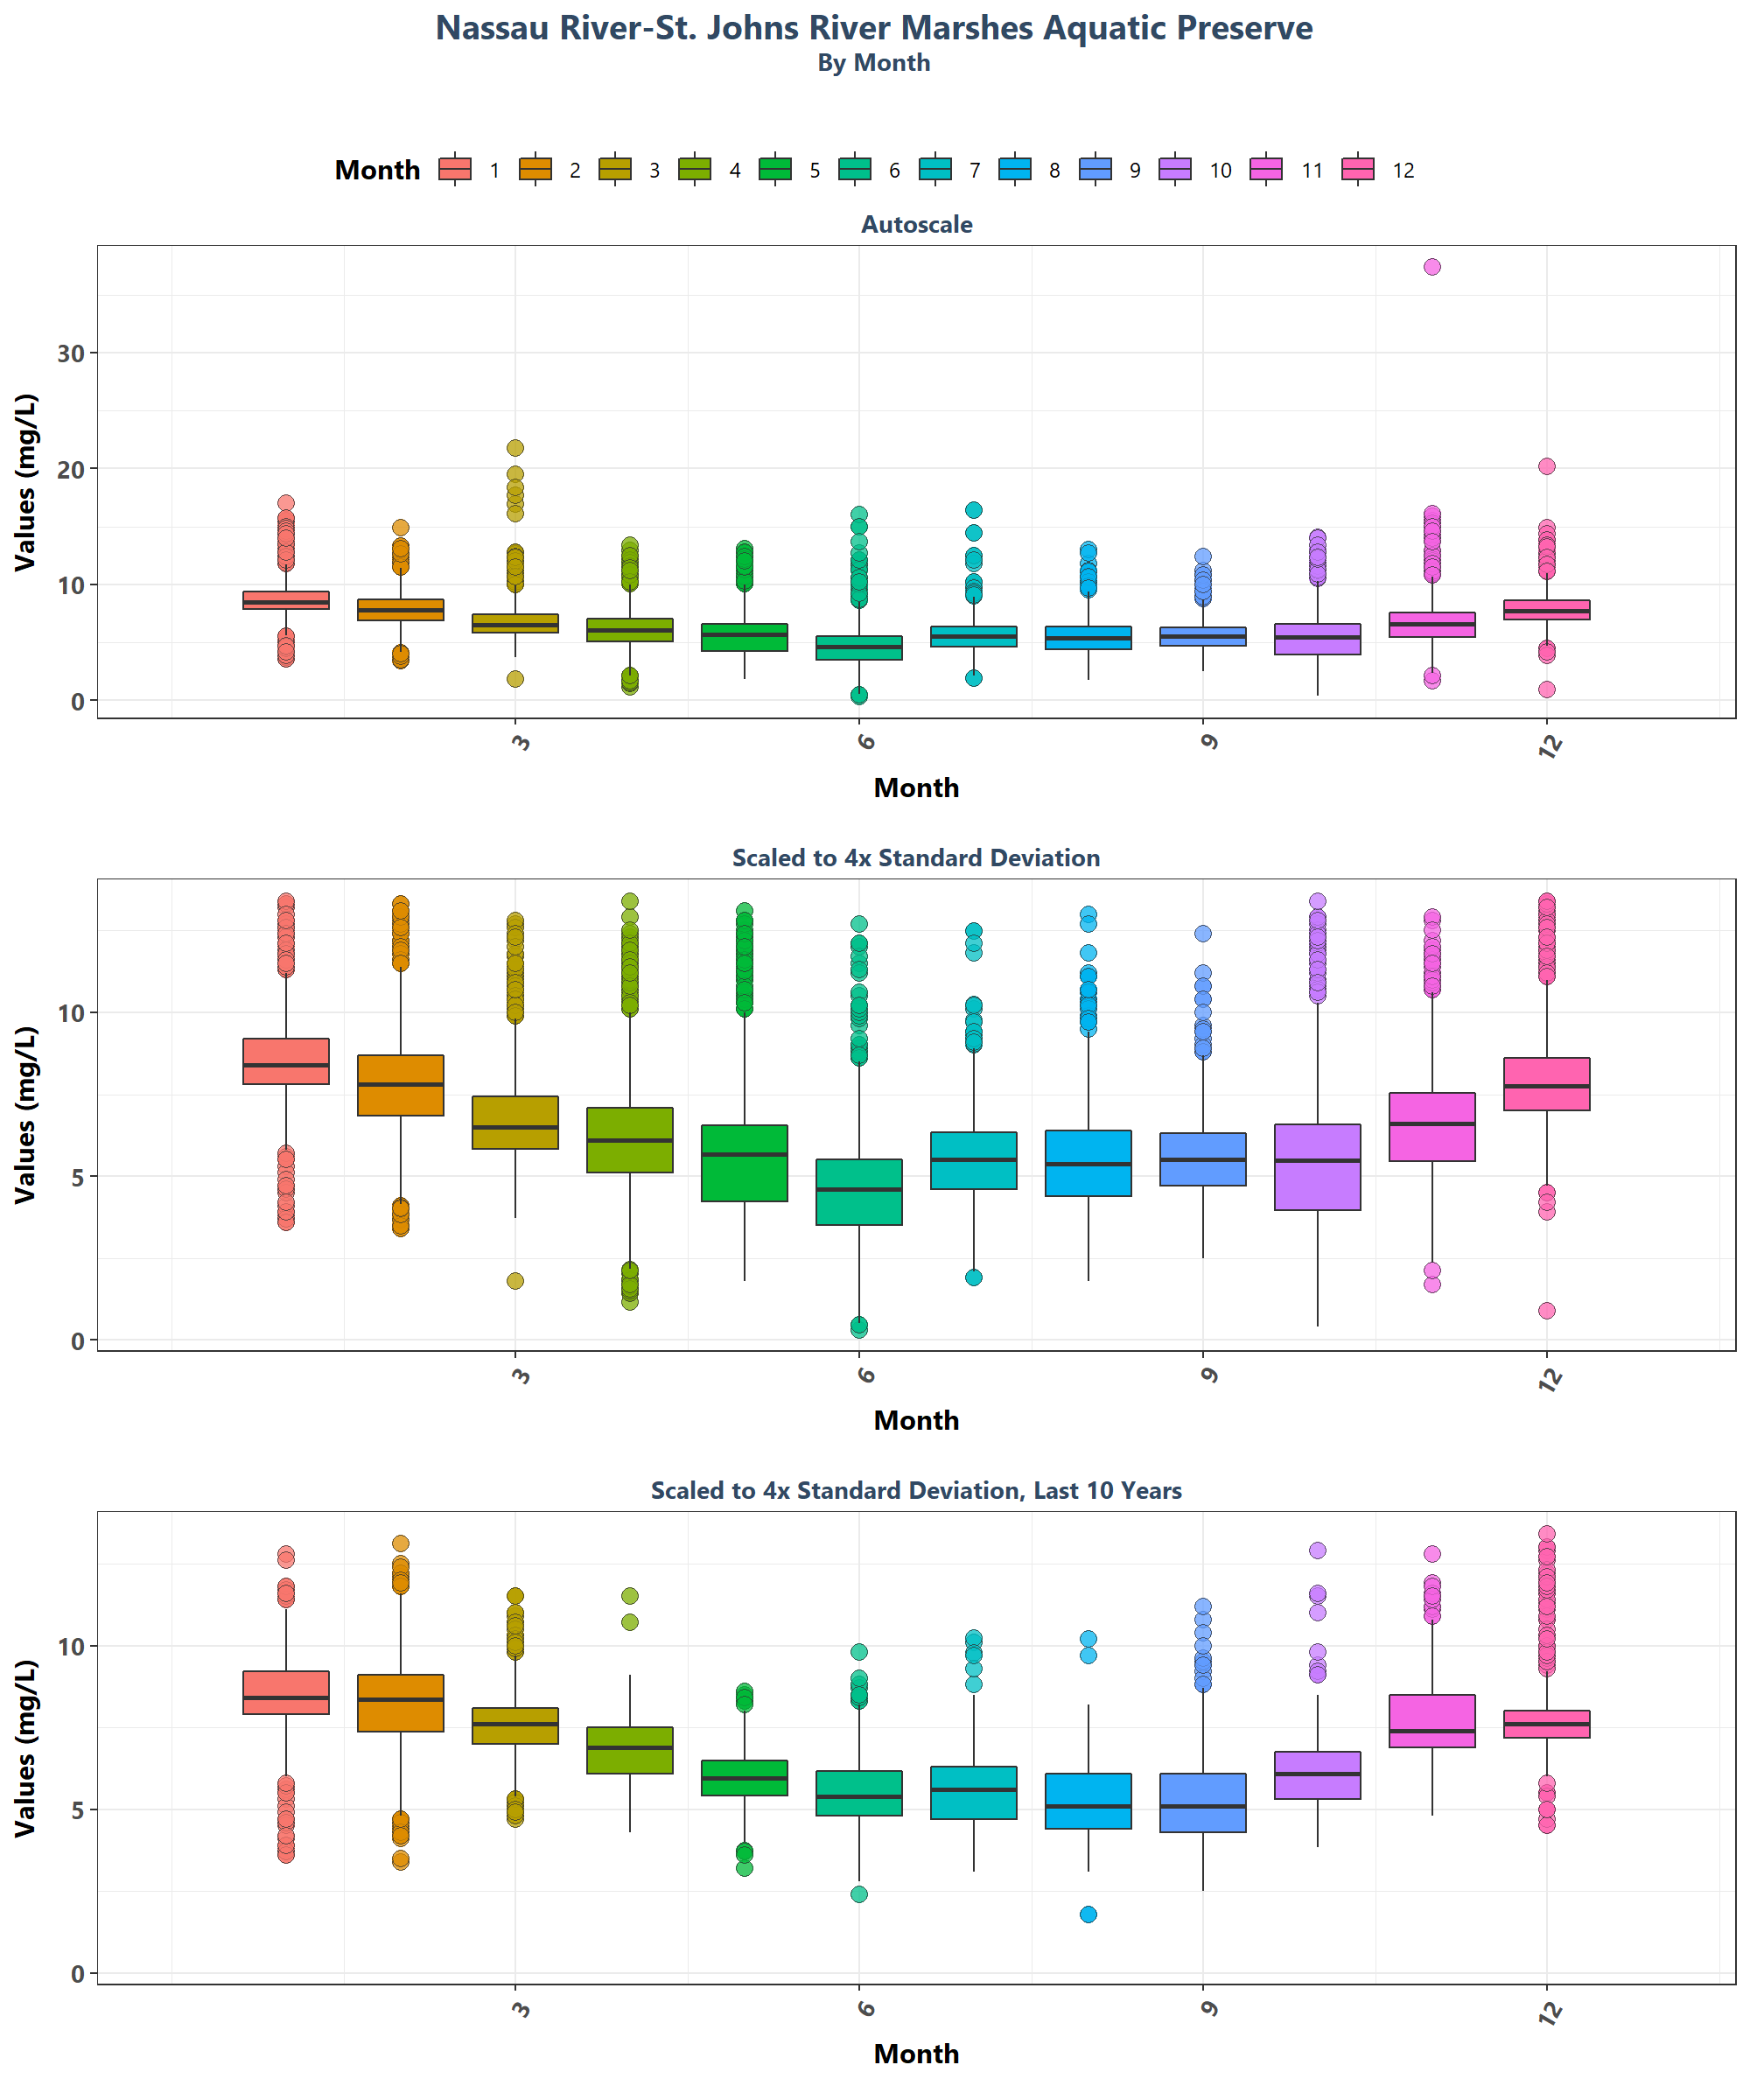 Nassau River-St. Johns River Marshes Aquatic Preserve
By Month
Month 1 2 3 4 5 6 7 8 9 10 11 12
Autoscale
Values (mg/L)
30
20
10
0
3 6 9 12
Month
Scaled to 4x Standard Deviation
Values (mg/L)
10
5
0
3 6 9 12
Month
Scaled to 4x Standard Deviation, Last 10 Years
Values (mg/L)
10
5
0
3 6 9 12
Month